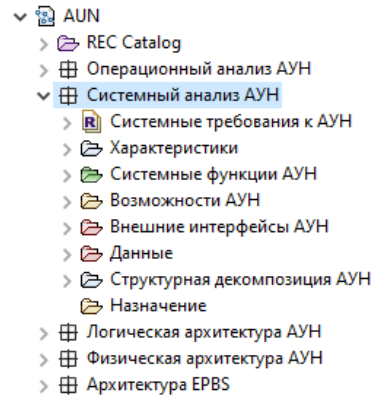 AUN
REC Catalog
Операционный анализ АУН
Системный анализ АУН
Системные требования к АУН
Характеристики
Системные функции АУН
Возможности АУН
Внешние интерфейсы АУН
Данные
Структурная декомпозиция АУН
Назначение
Логическая архитектура АУН
Физическая архитектура АУН
Архитектура EPBS